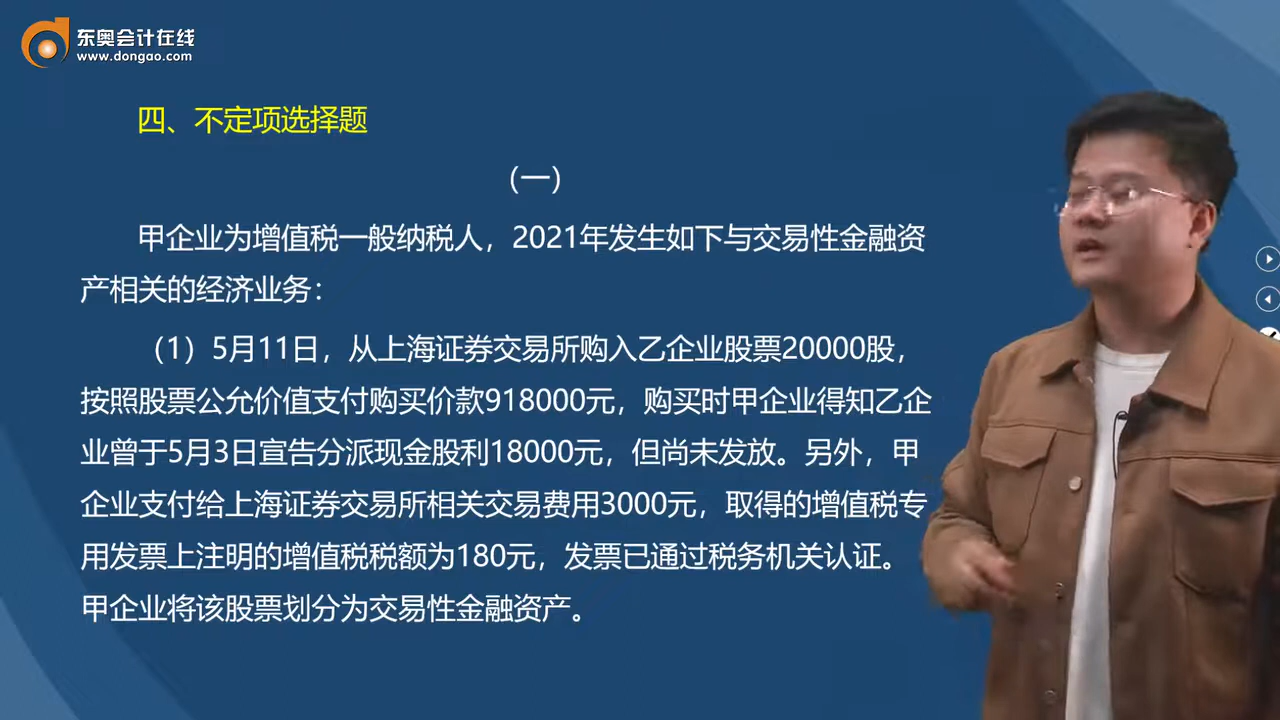 东奥会计在线
www.dongao.com
四、不定项选择题
（一）
甲企业为增值税一般纳税人，2021年发生如下与交易性金融资
产相关的经济业务：
（1）5月11日，从上海证券交易所购入乙企业股票20000股，
按照股票公允价值支付购买价款918000元，购买时甲企业得知乙企
业曾于5月3日宣告分派现金股利18000元，但尚未发放。另外，甲
企业支付给上海证券交易所相关交易费用3000元，取得的增值税专
用发票上注明的增值税税额为180元，发票已通过税务机关认证。
甲企业将该股票划分为交易性金融资产。